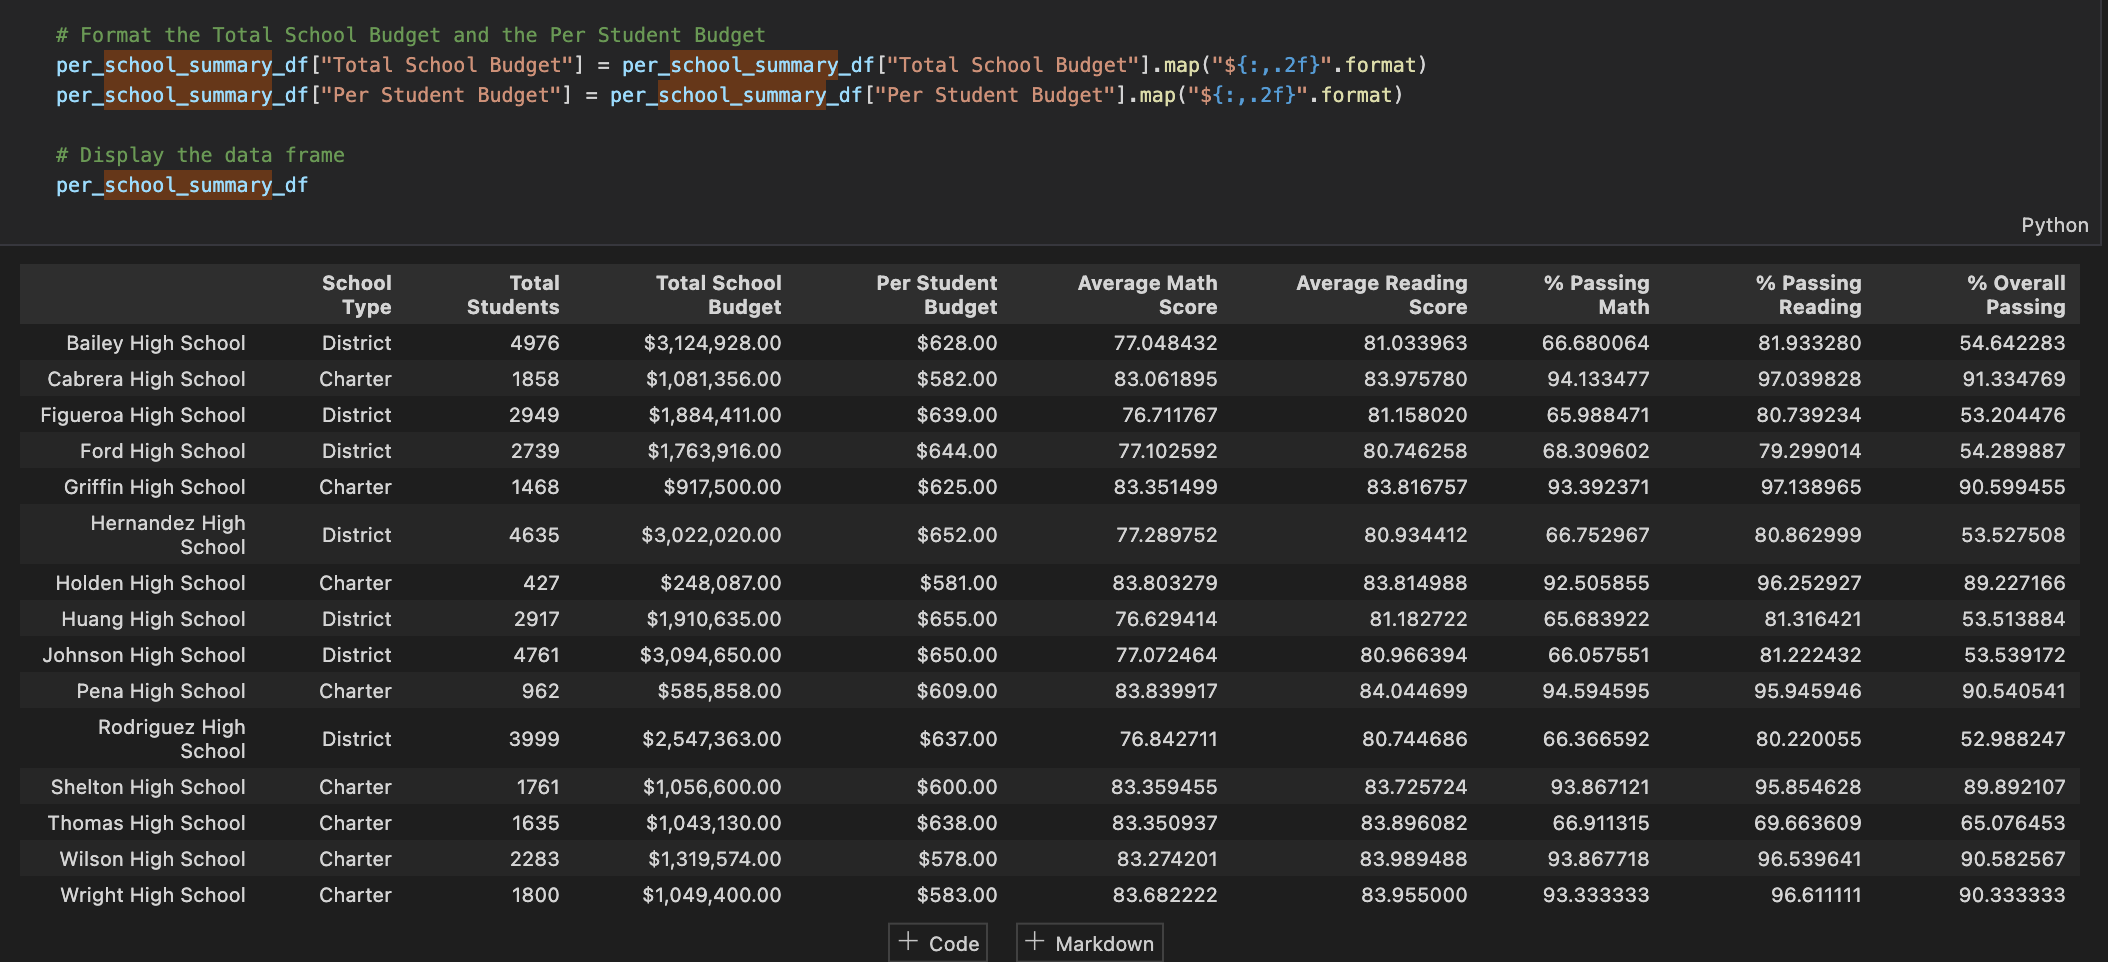 # Format the Total School Budget and the Per Student Budget
per_school_summary_df["Total School Budget"] = per_school_summary_df["Total School Budget"].map("${:,.2f}".format)
per_school_summary_df["Per Student Budget"] = per_school_summary_df["Per Student Budget"].map("${:,.2f}".format)
# Display the data frame
per_school_summary_df
Python
School Type Total Students Total School Budget Per Student Budget Average Math Score Average Reading Score % Passing Math % Passing Reading % Overall Passing
Bailey High School District 4976 $3,124,928.00 $628.00 77.048432 81.033963 66.680064 81.933280 54.642283
Cabrera High School Charter 1858 $1,081,356.00 $582.00 83.061895 83.975780 94.133477 97.039828 91.334769
Figueroa High School District 2949 $1,884,411.00 $639.00 76.711767 81.158020 65.988471 80.739234 53.204476
Ford High School District 2739 $1,763,916.00 $644.00 77.102592 80.746258 68.309602 79.299014 54.289887
Griffin High School Charter 1468 $917,500.00 $625.00 83.351499 83.816757 93.392371 97.138965 90.599455
Hernandez High School District 4635 $3,022,020.00 $652.00 77.289752 80.934412 66.752967 80.862999 53.527508
Holden High School Charter 427 $248,087.00 $581.00 83.803279 83.814988 92.505855 96.252927 89.227166
Huang High School District 2917 $1,910,635.00 $655.00 76.629414 81.182722 65.683922 81.316421 53.513884
Johnson High School District 4761 $3,094,650.00 $650.00 77.072464 80.966394 66.057551 81.222432 53.539172
Pena High School Charter 962 $585,858.00 $609.00 83.839917 84.044699 94.594595 95.945946 90.540541
Rodriguez High School District 3999 $2,547,363.00 $637.00 76.842711 80.744686 66.366592 80.220055 52.988247
Shelton High School Charter 1761 $1,056,600.00 $600.00 83.359455 83.725724 93.867121 95.854628 89.892107
Thomas High School Charter 1635 $1,043,130.00 $638.00 83.350937 83.896082 66.911315 69.663609 65.076453
Wilson High School Charter 2283 $1,319,574.00 $578.00 83.274201 83.989488 93.867718 96.539641 90.582567
Wright High School Charter 1800 $1,049,400.00 $583.00 83.682222 83.955000 93.333333 96.611111 90.333333
+ Code + Markdown